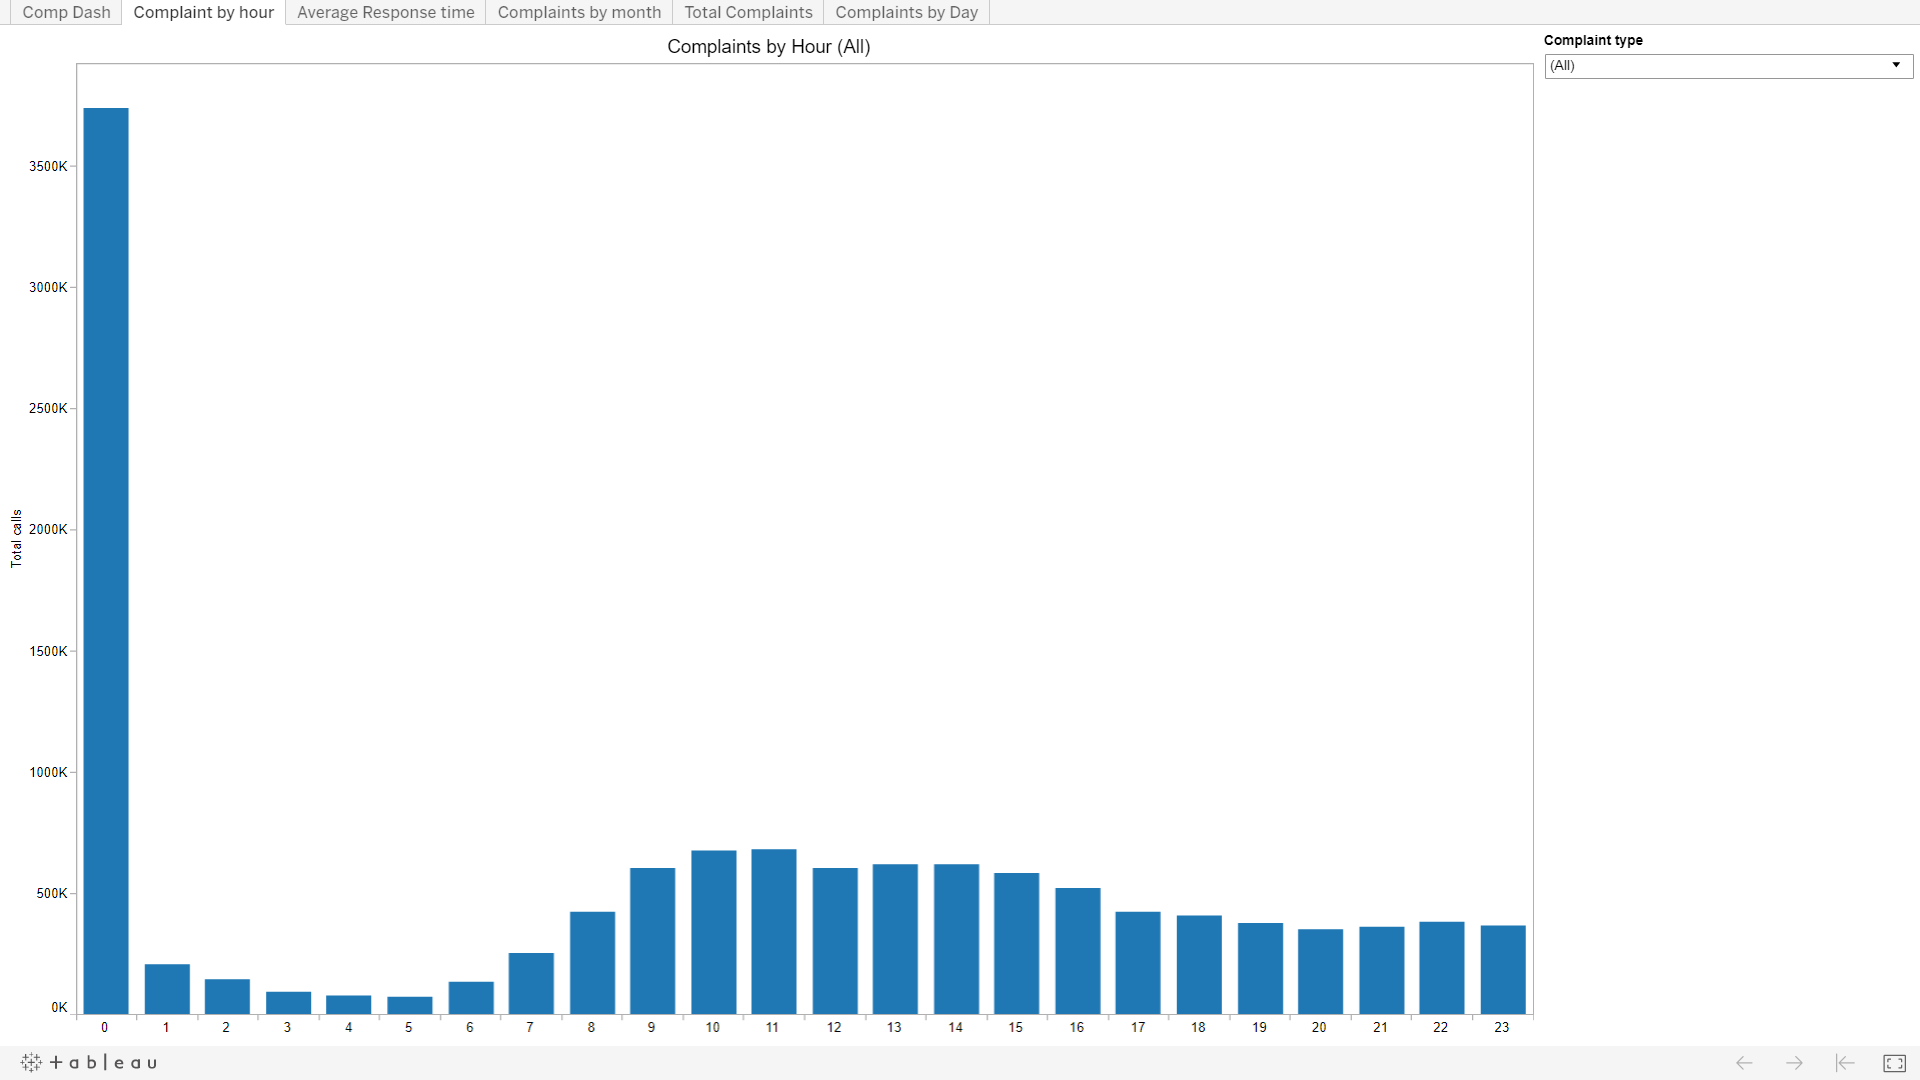 Comp Dash
Complaint by hour
Average Response time
Complaints by month
Total Complaints
Complaints by Day
Complaints by Hour (All)
Complaint type
(All)
Total calls
3500K
3000K
2500K
2000K
1500K
1000K
500K
0K
0 1 2 3 4 5 6 7 8 9 10 11 12 13 14 15 16 17 18 19 20 21 22 23
+ableau